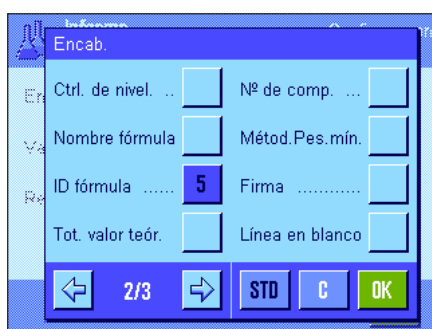 Encab.
Ctrl. de nivel. ..
Nº de comp. ...
Nombre fórmula
Métod.Pes.mín.
ID fórmula ...... 5
Firma ............
Tot. valor teór.
Línea en blanco
2/3 STD C OK